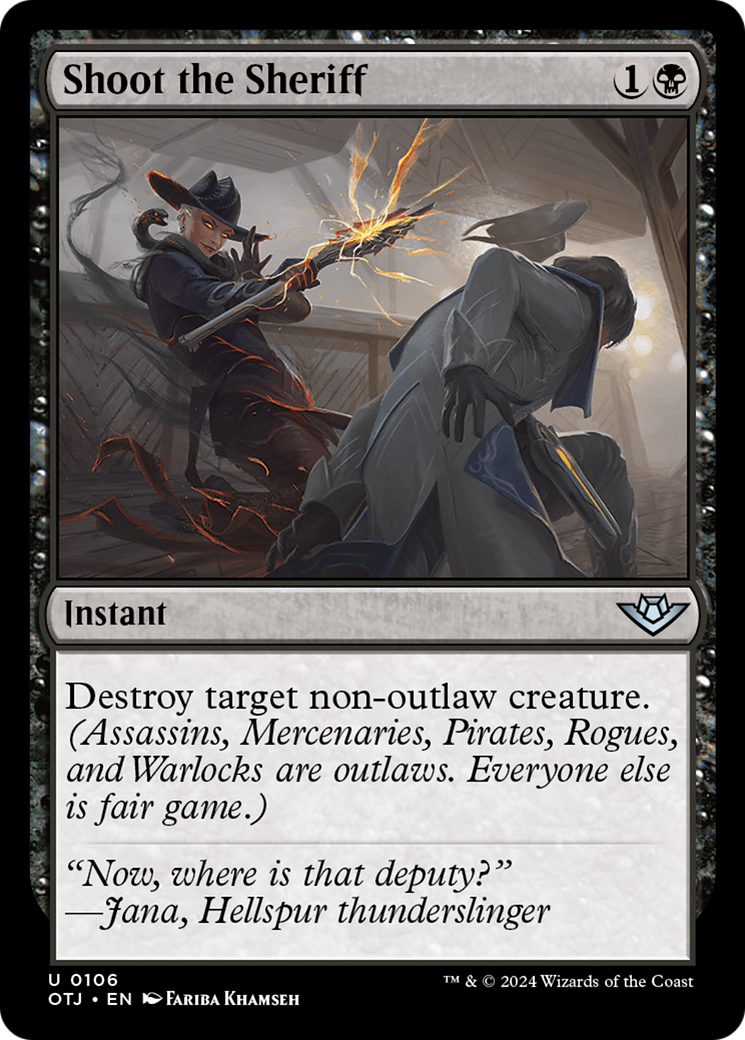 Shoot the Sheriff
1
Instant
Destroy target non-outlaw creature.
(Assassins, Mercenaries, Pirates, Rogues,
and Warlocks are outlaws. Everyone else
is fair game.)
“Now, where is that deputy?”
—Jana, Hellspur thunderslinger
U 0106
OTJ • EN Fariba Khamseh
™ & © 2024 Wizards of the Coast